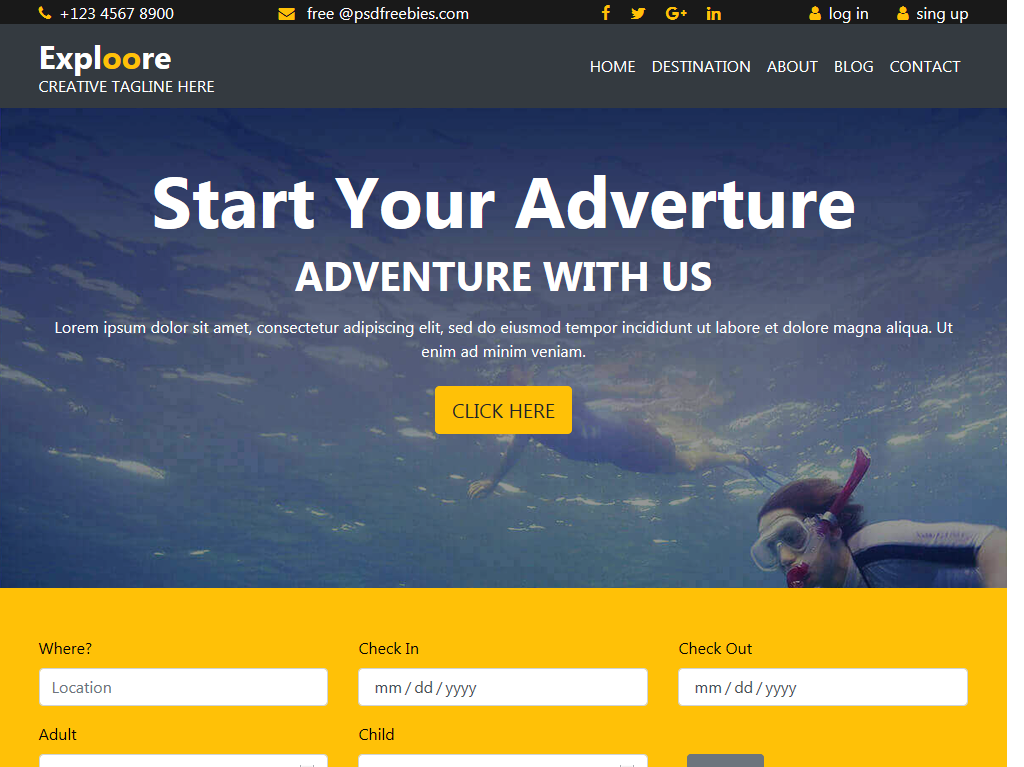 +123 4567 8900 free @psdfreebies.com log in sing up
Exploore
CREATIVE TAGLINE HERE
HOME DESTINATION ABOUT BLOG CONTACT
Start Your Adverture
ADVENTURE WITH US
Lorem ipsum dolor sit amet, consectetur adipiscing elit, sed do eiusmod tempor incididunt ut labore et dolore magna aliqua. Ut
enim ad minim veniam.
CLICK HERE
Where? Check In Check Out
Location mm / dd / yyyy mm / dd / yyyy
Adult Child